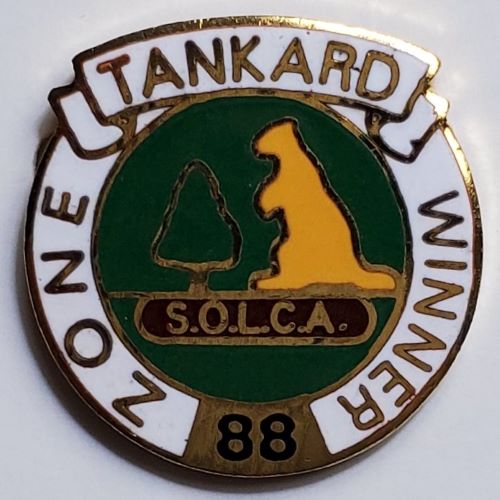 TANKARD
ZONE
WINNER
S.O.L.C.A.
88